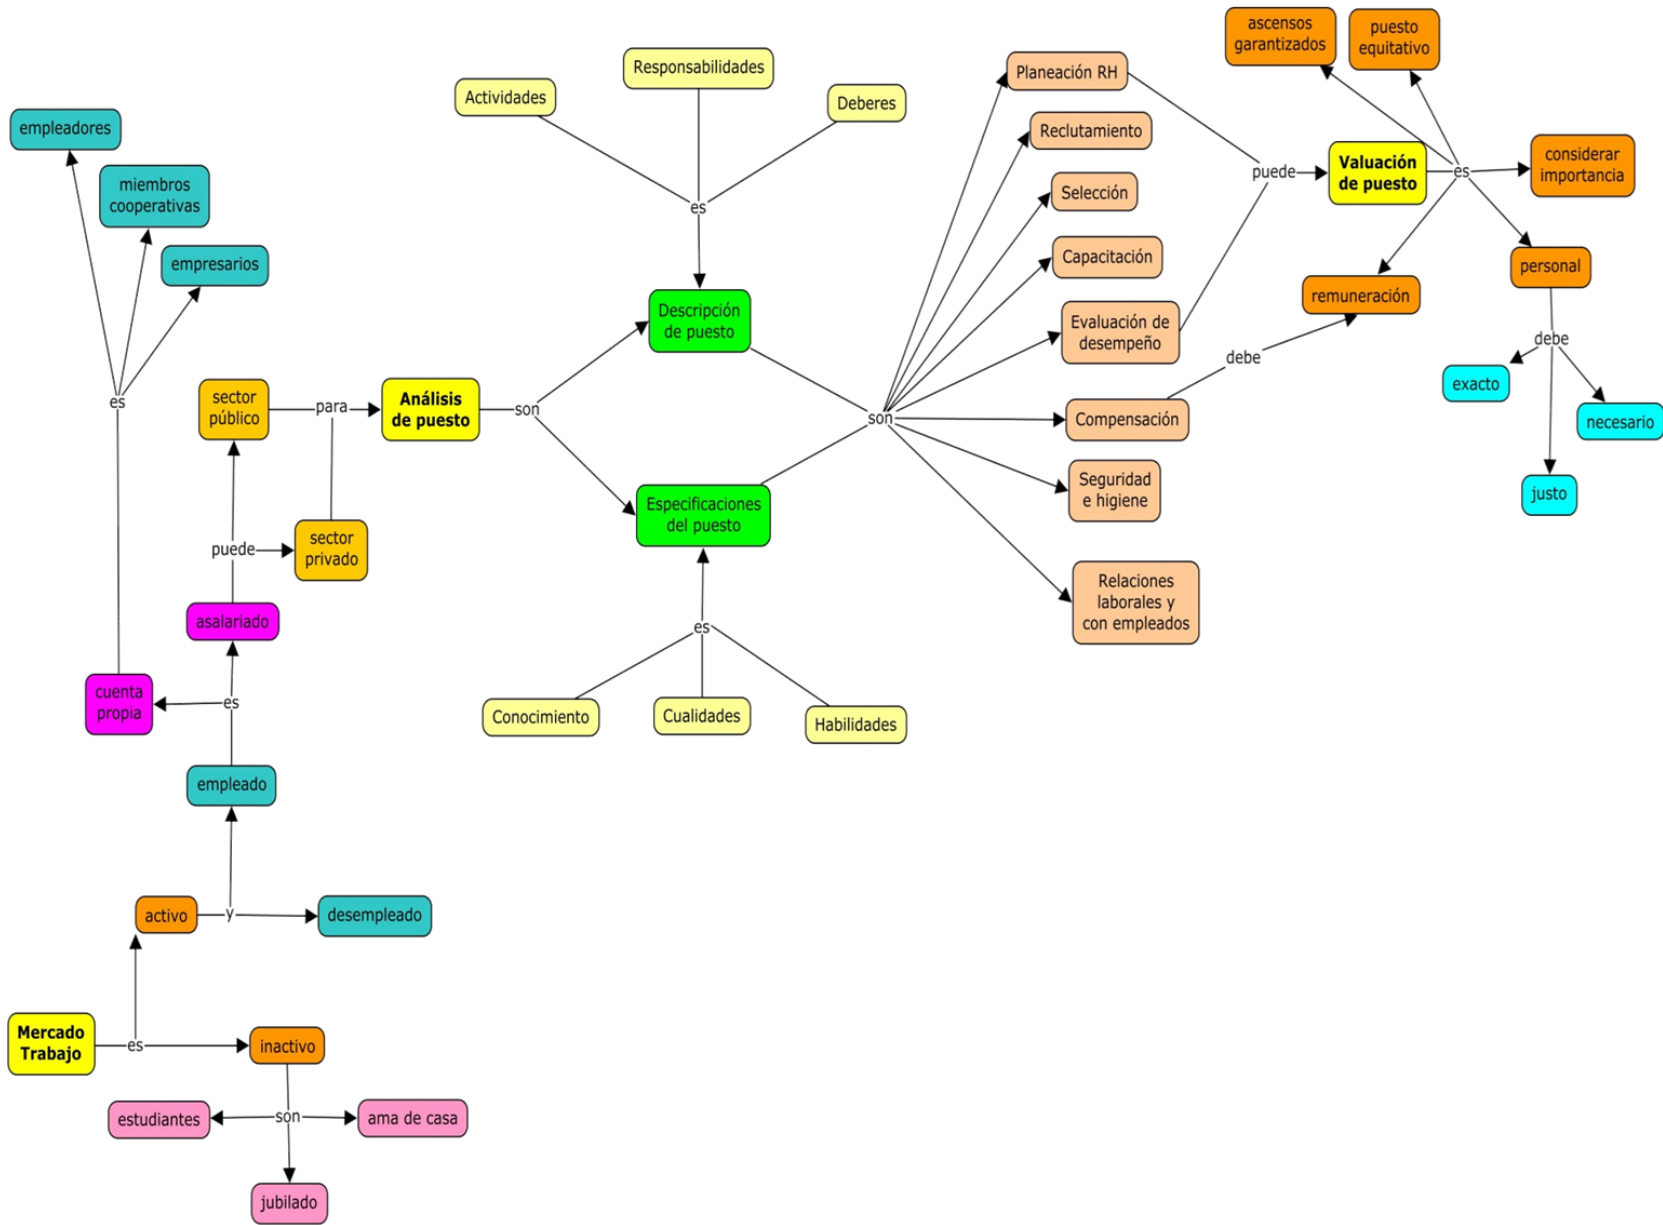 ascensos
garantizados
puesto
equitativo
Responsabilidades
Planeación RH
Actividades
Deberes
empleadores
Reclutamiento
considerar
importancia
Valuación
de puesto
puede
es
miembros
cooperativas
Selección
es
empresarios
Capacitación
personal
remuneración
Descripción
de puesto
Evaluación de
desempeño
debe
debe
exacto
necesario
es
sector
público
para
Análisis
de puesto
son
son
Compensación
Seguridad
e higiene
justo
Especificaciones
del puesto
puede
sector
privado
Relaciones
laborales y
con empleados
asalariado
es
cuenta
propia
es
Conocimiento
Cualidades
Habilidades
empleado
activo
y
desempleado
Mercado
Trabajo
es
inactivo
estudiantes
son
ama de casa
jubilado